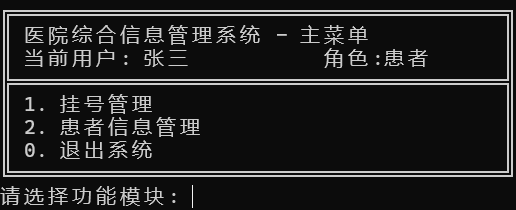 医院综合信息管理系统 - 主菜单
当前用户: 张三 角色:患者
1. 挂号管理
2. 患者信息管理
0. 退出系统
请选择功能模块: